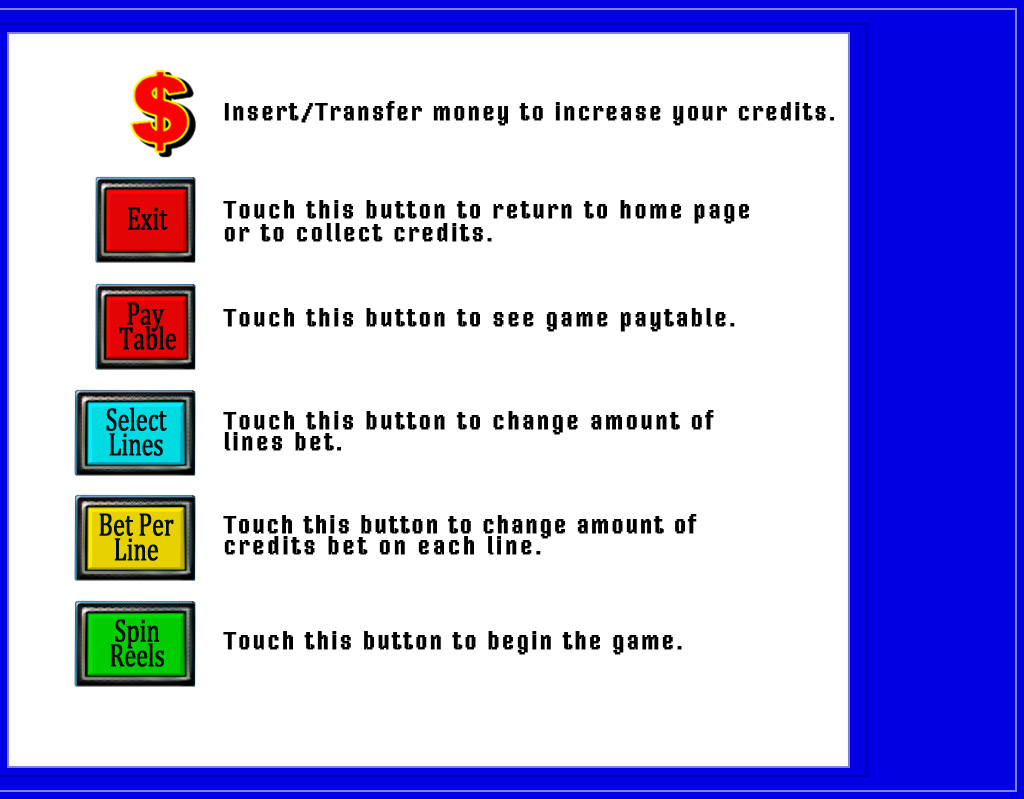 $
Insert/Transfer money to increase your credits.
Exit
Touch this button to return to home page
or to collect credits.
Pay
Table
Touch this button to see game paytable.
Select
Lines
Touch this button to change amount of
lines bet.
Bet Per
Line
Touch this button to change amount of
credits bet on each line.
Spin
Reels
Touch this button to begin the game.